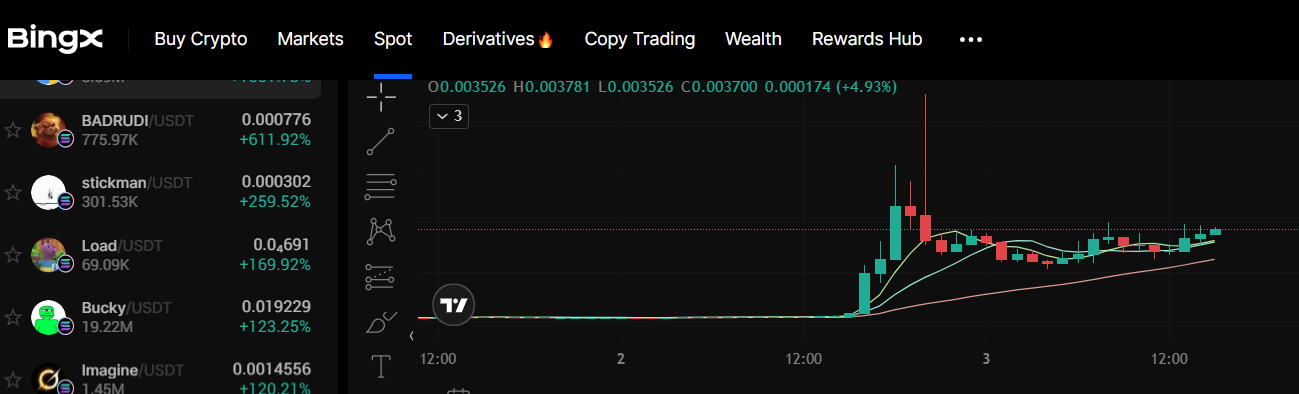 BingX Buy Crypto Markets Spot Derivatives🔥 Copy Trading Wealth Rewards Hub •••
O0.003526 H0.003781 L0.003526 C0.003700 0.000174 (+4.93%)
3
BADRUDI/USDT 0.000776
775.97K +611.92%
stickman/USDT 0.000302
301.53K +259.52%
Load/USDT 0.0₄691
69.09K +169.92%
Bucky/USDT 0.019229
19.22M +123.25%
Imagine/USDT 0.0014556
1.45M +120.21%
12:00 2 12:00 3 12:00